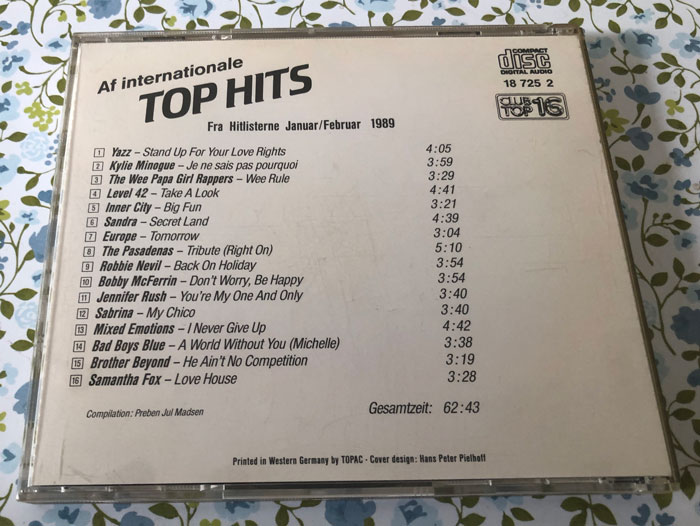 Af internationale
TOP HITS
COMPACT
disc
DIGITAL AUDIO
18 725 2
CLUB
TOP 16
Fra Hitlisterne Januar/Februar 1989
1 Yazz – Stand Up For Your Love Rights 4:05
2 Kylie Minogue – Je ne sais pas pourquoi 3:59
3 The Wee Papa Girl Rappers – Wee Rule 3:29
4 Level 42 – Take A Look 4:41
5 Inner City – Big Fun 3:21
6 Sandra – Secret Land 4:39
7 Europe – Tomorrow 3:04
8 The Pasadenas – Tribute (Right On) 5:10
9 Robbie Nevil – Back On Holiday 3:54
10 Bobby McFerrin – Don't Worry, Be Happy 3:54
11 Jennifer Rush – You're My One And Only 3:40
12 Sabrina – My Chico 3:40
13 Mixed Emotions – I Never Give Up 4:42
14 Bad Boys Blue – A World Without You (Michelle) 3:38
15 Brother Beyond – He Ain't No Competition 3:19
16 Samantha Fox – Love House 3:28
Compilation: Preben Jul Madsen Gesamtzeit: 62:43
Printed in Western Germany by TOPAC · Cover design: Hans Peter Pielhoff